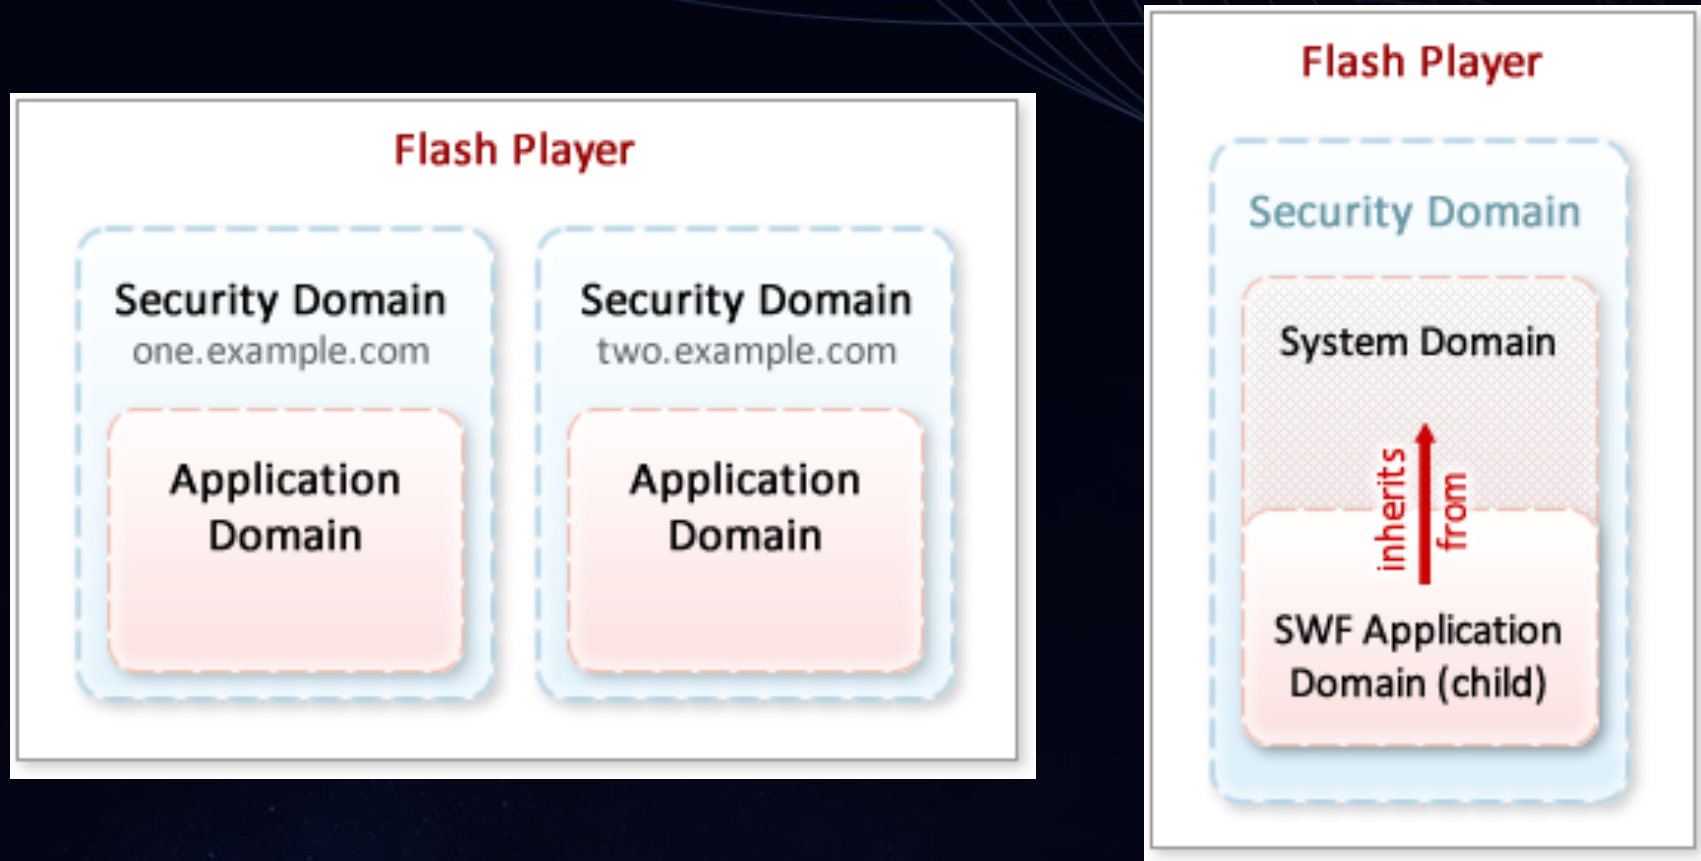 Flash Player
Security Domain
one.example.com
Application
Domain
Security Domain
two.example.com
Application
Domain
Flash Player
Security Domain
System Domain
inherits
from
SWF Application
Domain (child)